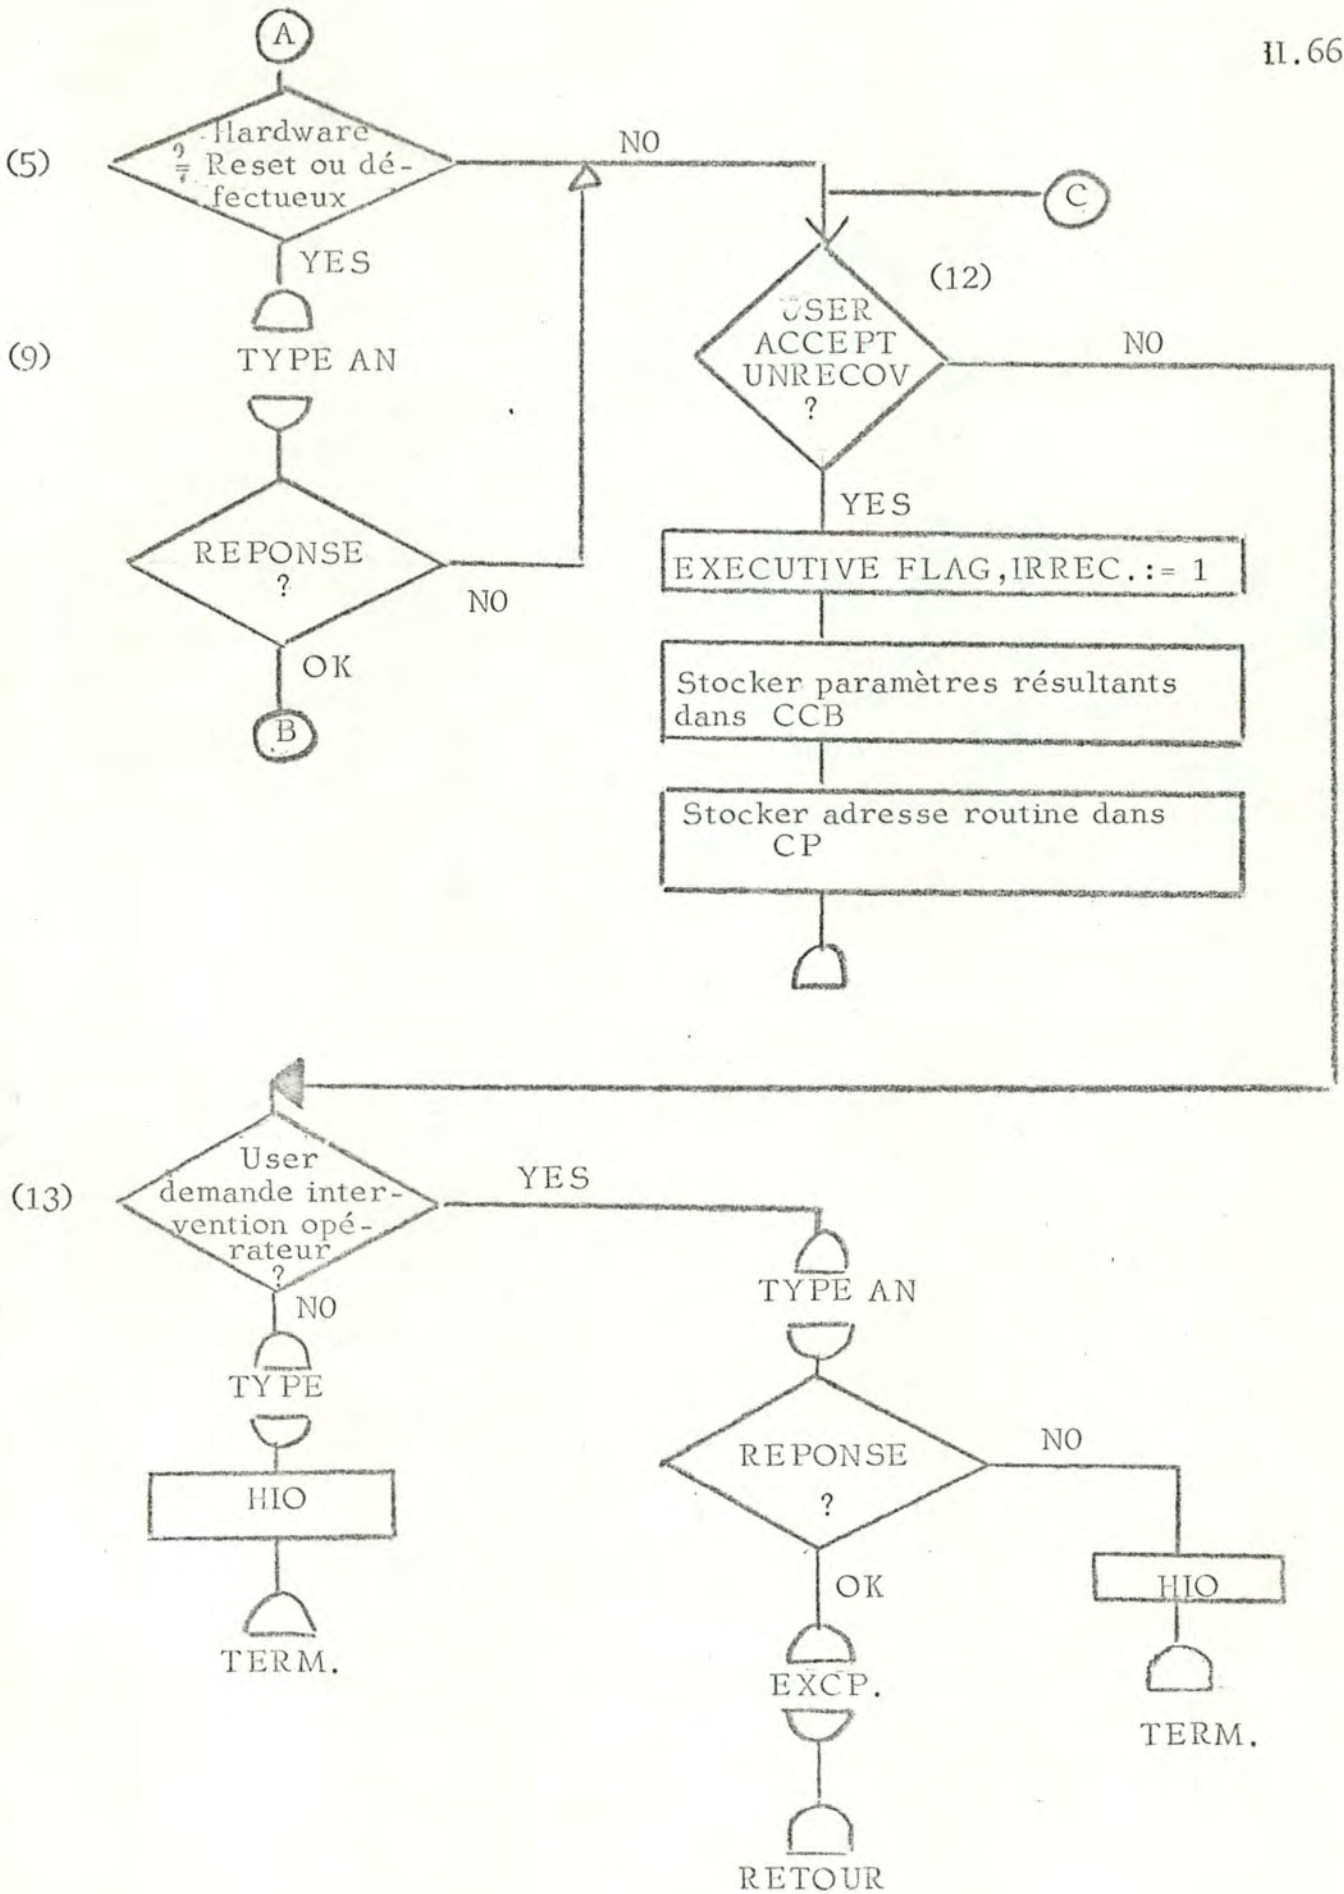 A
II.66
(5)
Hardware
? Reset ou dé-
fectueux
NO
C
YES
(12)
USER
ACCEPT
UNRECOV
?
NO
(9)
TYPE AN
YES
REPONSE
?
NO
OK
B
EXECUTIVE FLAG,IRREC.:= 1
Stocker paramètres résultants
dans CCB
Stocker adresse routine dans
CP
(13)
User
demande inter-
vention opé-
rateur
?
YES
NO
TYPE AN
TYPE
HIO
TERM.
REPONSE
?
NO
OK
HIO
EXCP.
TERM.
RETOUR